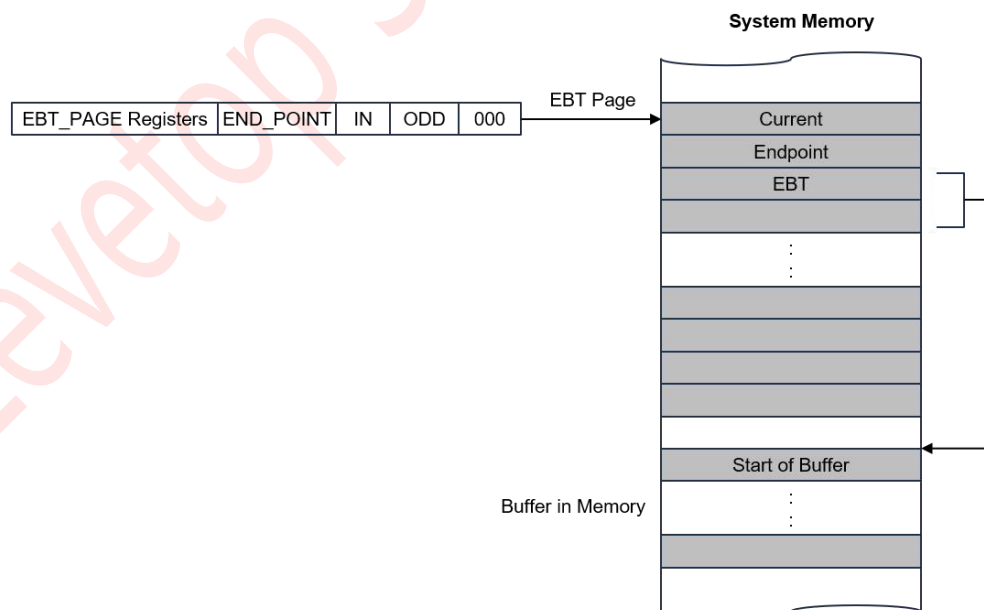 System Memory
EBT_PAGE Registers END_POINT IN ODD 000
EBT Page
Current
Endpoint
EBT
Start of Buffer
Buffer in Memory